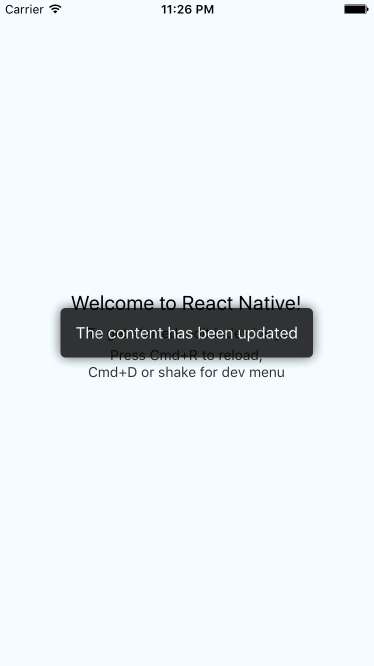 Carrier 11:26 PM
Welcome to React Native!
The content has been updated
Press Cmd+R to reload,
Cmd+D or shake for dev menu